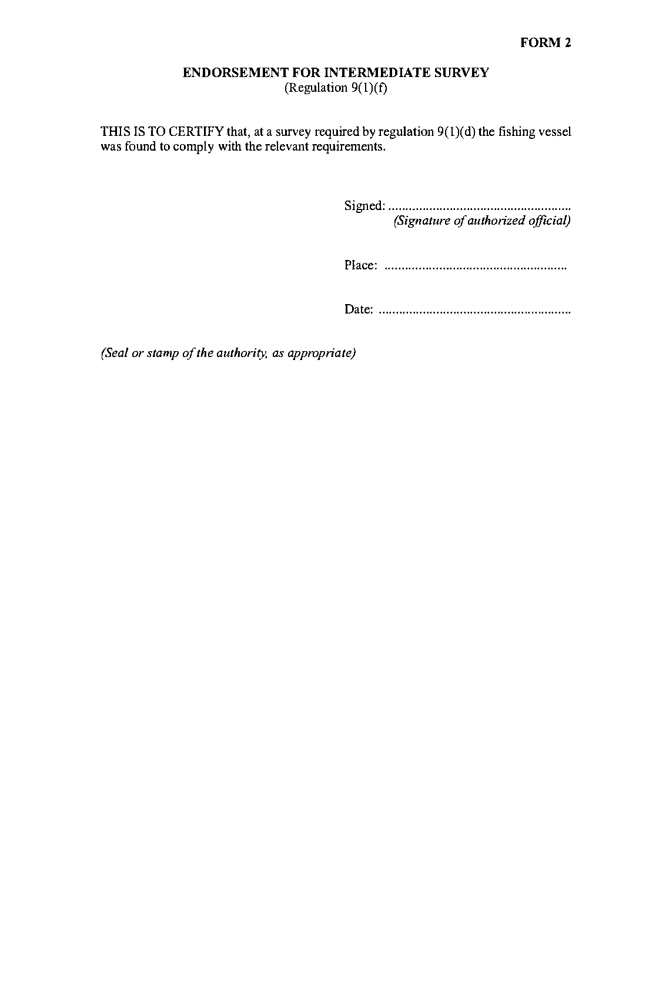 FORM 2
ENDORSEMENT FOR INTERMEDIATE SURVEY
(Regulation 9(1)(f)
THIS IS TO CERTIFY that, at a survey required by regulation 9(1)(d) the fishing vessel
was found to comply with the relevant requirements.
Signed: ......................................................
(Signature of authorized official)
Place: ......................................................
Date: .........................................................
(Seal or stamp of the authority, as appropriate)